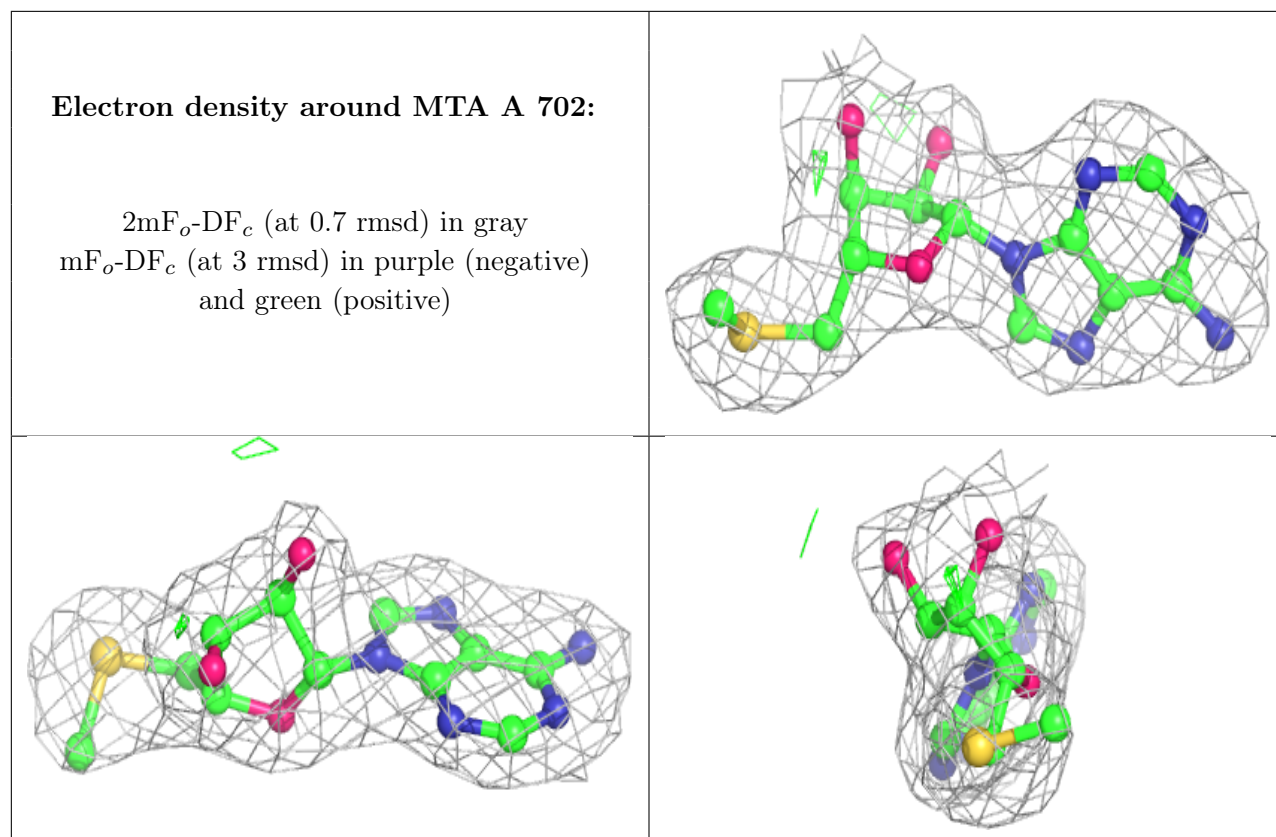 Electron density around MTA A 702:
2mFₒ-DF𝒸 (at 0.7 rmsd) in gray
mFₒ-DF𝒸 (at 3 rmsd) in purple (negative)
and green (positive)